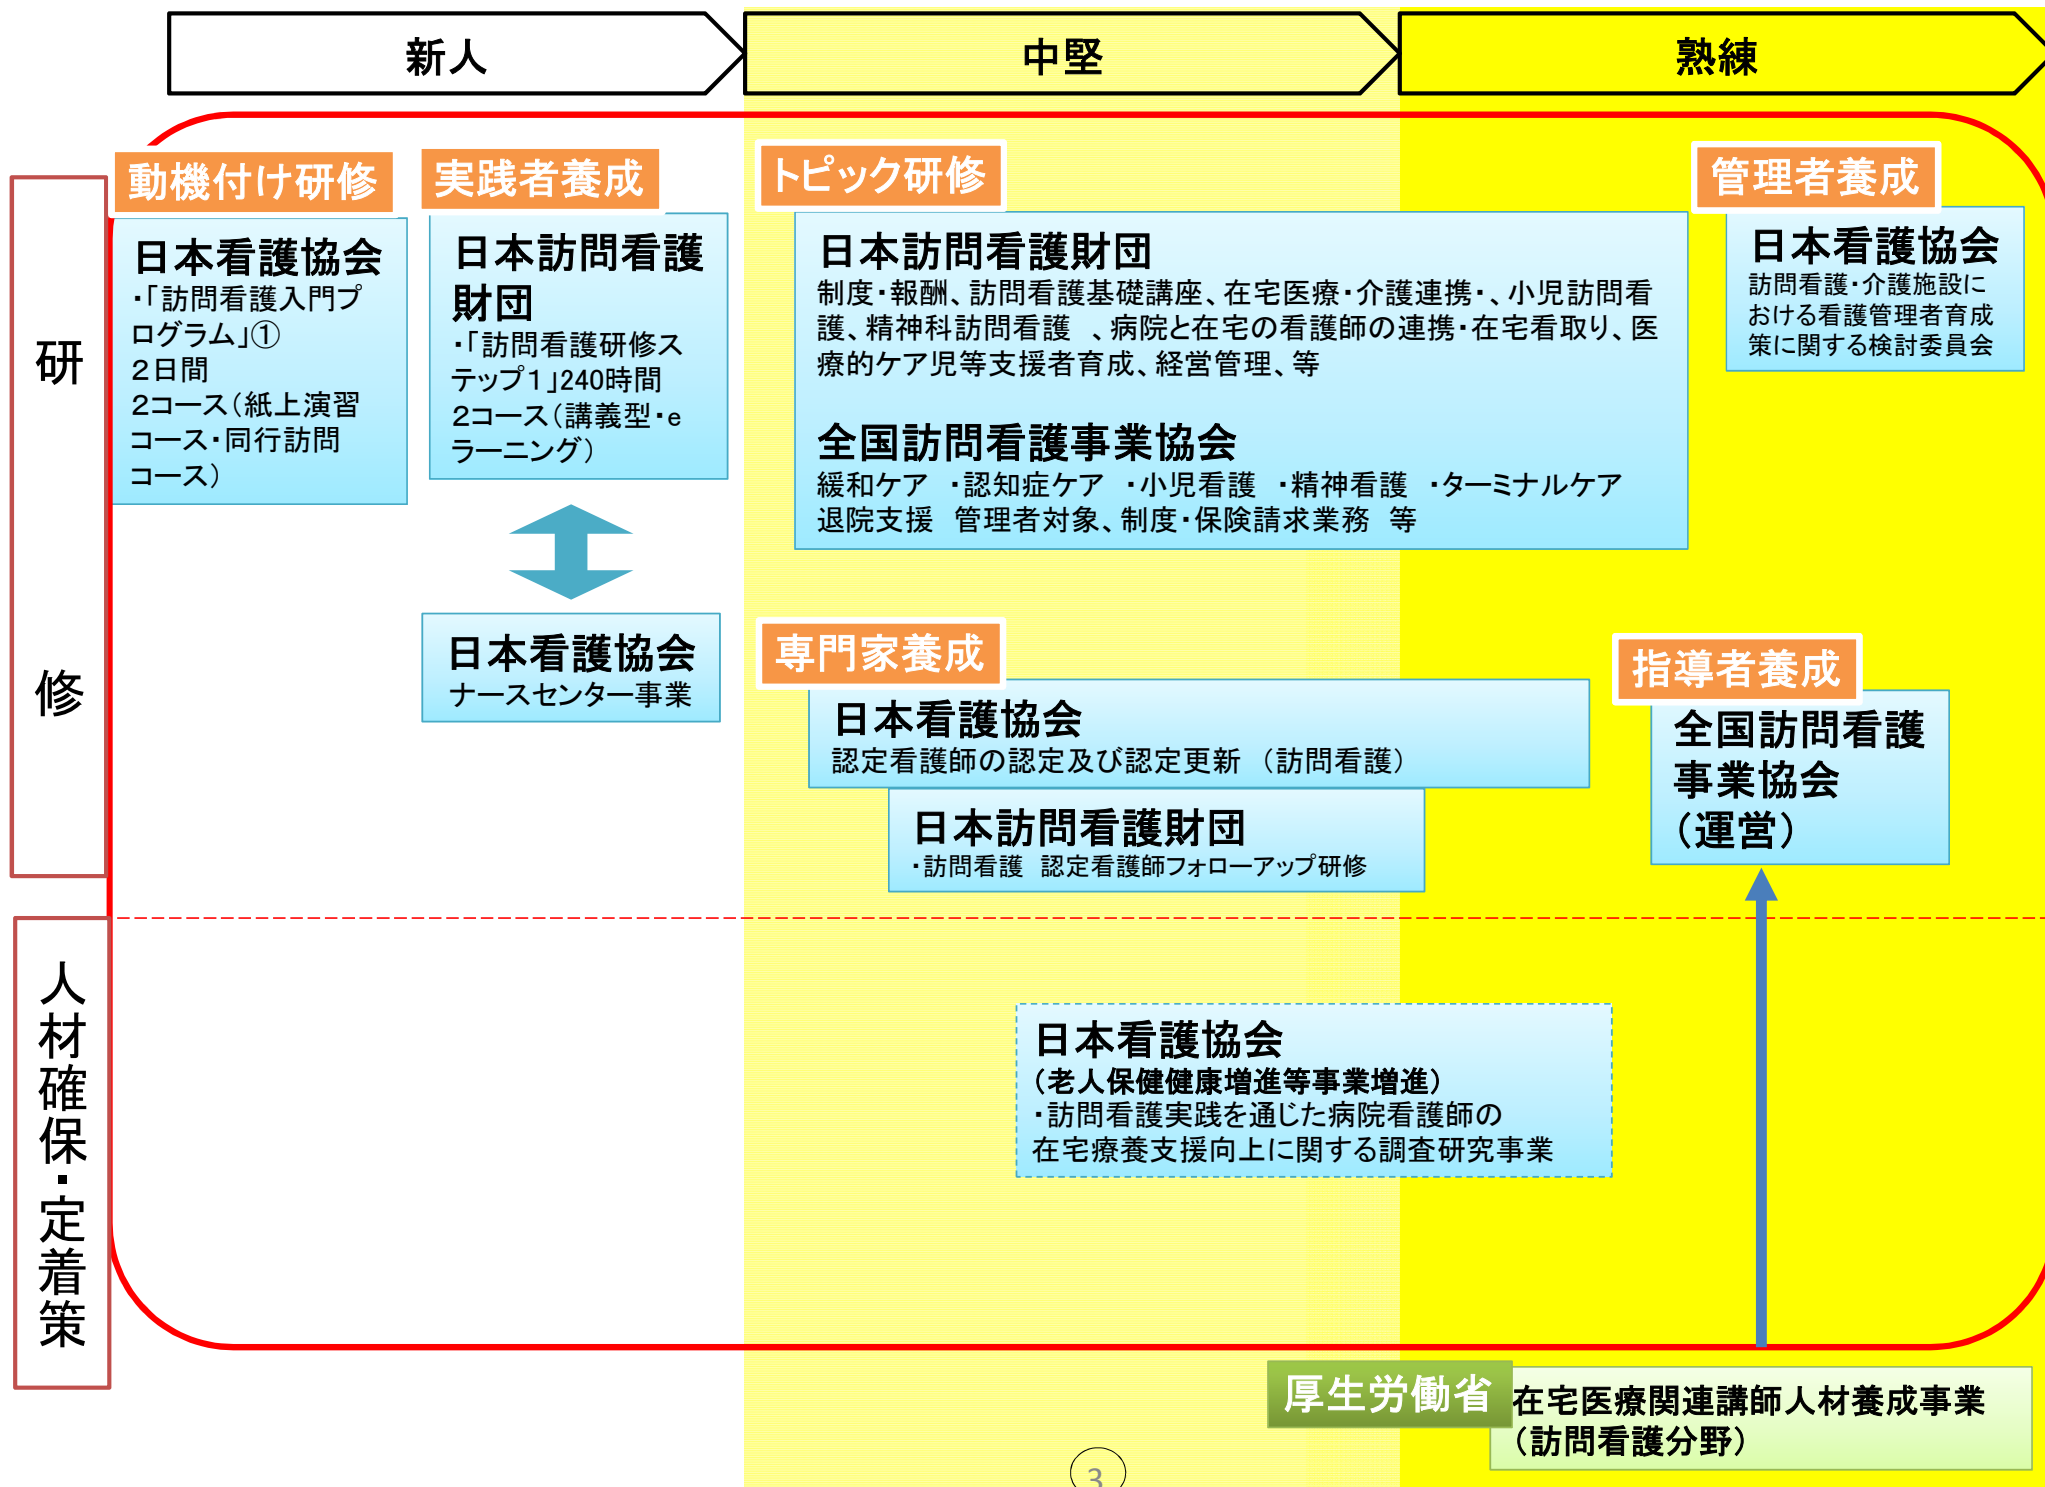 新人
中堅
熟練
研
修
人材確保・定着策
動機付け研修
日本看護協会
・「訪問看護入門プ
ログラム」①
２日間
２コース（紙上演習
コース・同行訪問
コース）
実践者養成
日本訪問看護
財団
・「訪問看護研修ス
テップ１」240時間
２コース（講義型・e
ラーニング）
日本看護協会
ナースセンター事業
トピック研修
日本訪問看護財団
制度・報酬、訪問看護基礎講座、在宅医療・介護連携・、小児訪問看
護、精神科訪問看護　、病院と在宅の看護師の連携・在宅看取り、医
療的ケア児等支援者育成、経営管理、等
全国訪問看護事業協会
緩和ケア　・認知症ケア　・小児看護　・精神看護　・ターミナルケア
退院支援　管理者対象、制度・保険請求業務　等
管理者養成
日本看護協会
訪問看護・介護施設に
おける看護管理者育成
策に関する検討委員会
専門家養成
日本看護協会
認定看護師の認定及び認定更新　（訪問看護）
日本訪問看護財団
・訪問看護　認定看護師フォローアップ研修
指導者養成
全国訪問看護
事業協会
（運営）
日本看護協会
（老人保健健康増進等事業増進）
・訪問看護実践を通じた病院看護師の
在宅療養支援向上に関する調査研究事業
厚生労働省
在宅医療関連講師人材養成事業
（訪問看護分野）
3